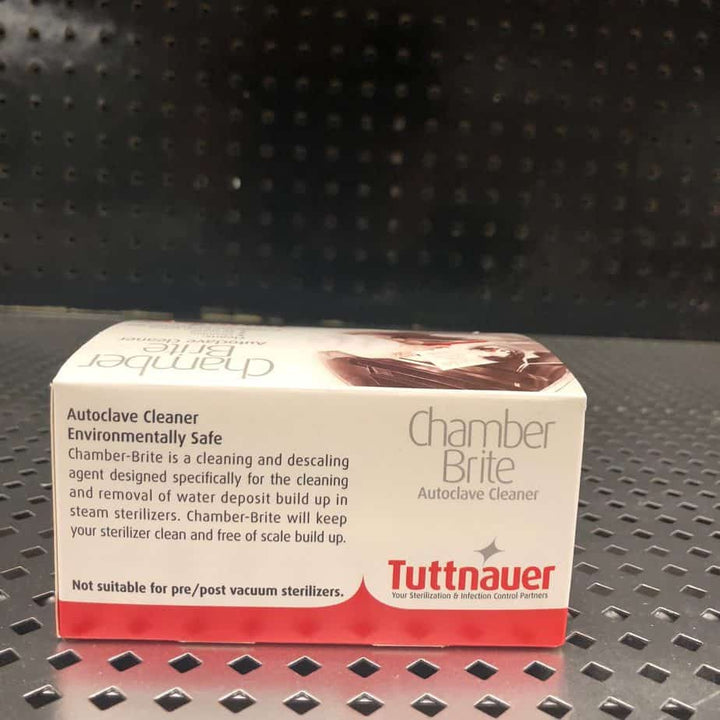 Chamber
Brite
Autoclave Cleaner
Autoclave Cleaner
Environmentally Safe
Chamber-Brite is a cleaning and descaling
agent designed specifically for the cleaning
and removal of water deposit build up in
steam sterilizers. Chamber-Brite will keep
your sterilizer clean and free of scale build up.
Not suitable for pre/post vacuum sterilizers.
Chamber
Brite
Autoclave Cleaner
Tuttnauer
Your Sterilization & Infection Control Partners